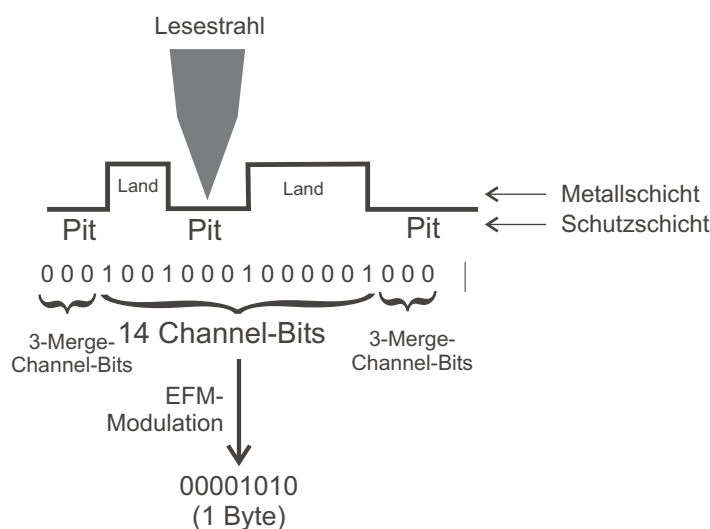 Lesestrahl
Land
Land
Metallschicht
Pit
Pit
Pit
Schutzschicht
0 0 0 1 0 0 1 0 0 0 1 0 0 0 0 0 1 0 0 0
3-Merge-
Channel-Bits
14 Channel-Bits
3-Merge-
Channel-Bits
EFM-
Modulation
00001010
(1 Byte)